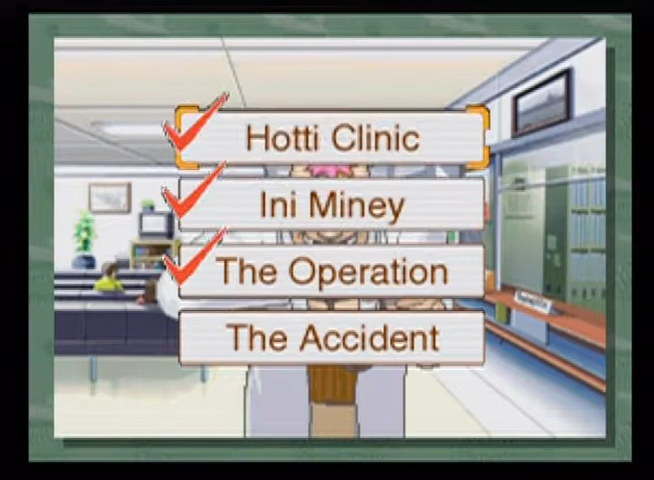 Hotti Clinic
Ini Miney
The Operation
The Accident